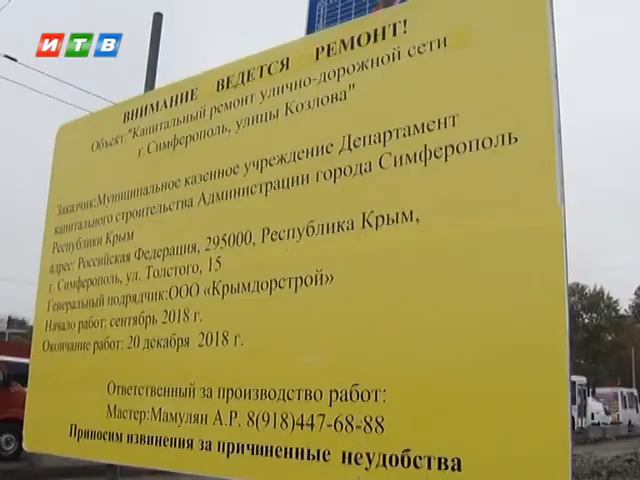 ИТВ
ВНИМАНИЕ ВЕДЕТСЯ РЕМОНТ!
Объект:"Капитальный ремонт улично-дорожной сети
г.Симферополь, улицы Козлова"
Заказчик:Муниципальное казенное учреждение Департамент
капитального строительства Администрации города Симферополь
Республики Крым
адрес: Российская Федерация, 295000, Республика Крым,
г. Симферополь, ул. Толстого, 15
Генеральный подрядчик:ООО «Крымдорстрой»
Начало работ: сентябрь 2018 г.
Окончание работ: 20 декабря 2018 г.
Ответственный за производство работ:
Мастер:Мамулян А.Р. 8(918)447-68-88
Приносим извинения за причиненные неудобства